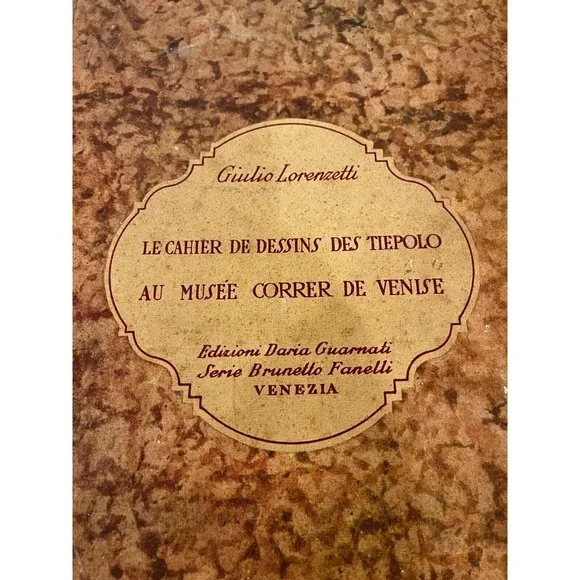 Giulio Lorenzetti
LE CAHIER DE DESSINS DES TIEPOLO
AU MUSÉE CORRER DE VENISE
Edizioni Daria Guarnati
Serie Brunetto Fanelli
VENEZIA